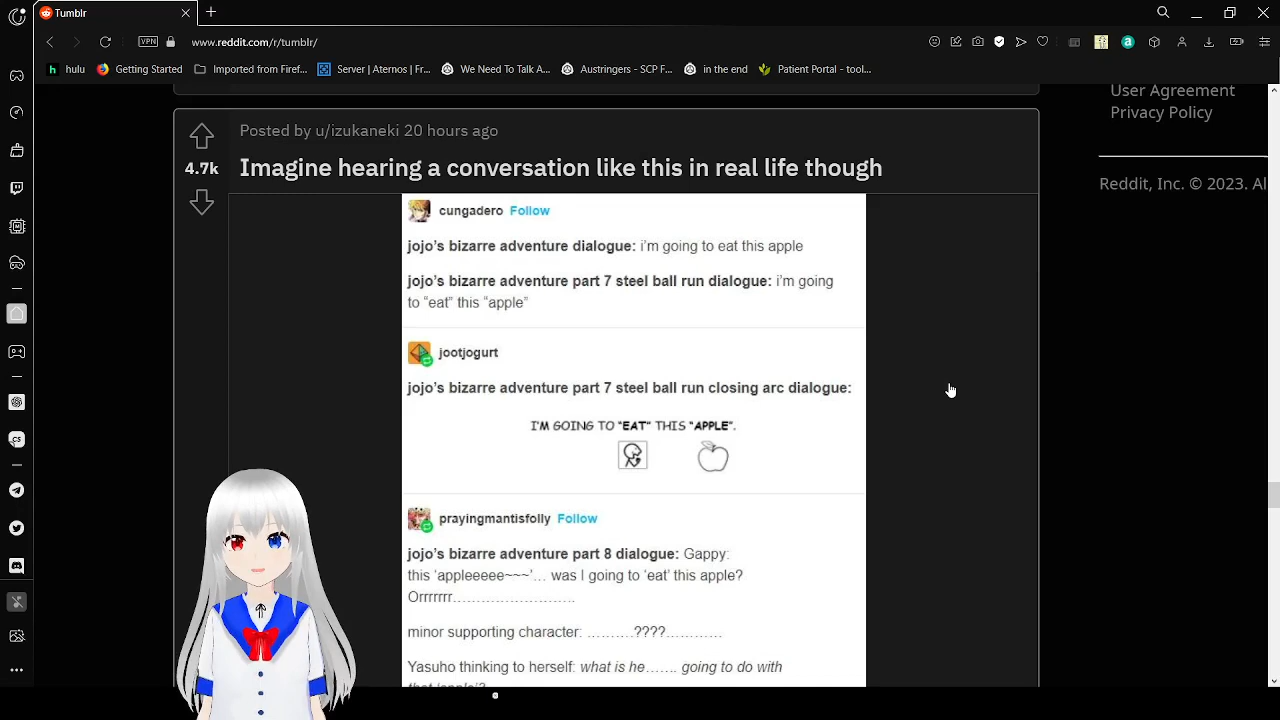 Tumblr
www.reddit.com/r/tumblr/
VPN
hulu
Getting Started
Imported from Firef...
Server | Aternos | Fr...
We Need To Talk A...
Austringers - SCP F...
in the end
Patient Portal - tool...
User Agreement
Privacy Policy
Reddit, Inc. © 2023. Al
Posted by u/izukaneki 20 hours ago
4.7k
Imagine hearing a conversation like this in real life though
cungadero Follow
jojo's bizarre adventure dialogue: i'm going to eat this apple
jojo's bizarre adventure part 7 steel ball run dialogue: i'm going
to “eat” this “apple”
jootjogurt
jojo's bizarre adventure part 7 steel ball run closing arc dialogue:
I'M GOING TO “EAT” THIS “APPLE”.
prayingmantisfolly Follow
jojo's bizarre adventure part 8 dialogue: Gappy:
this ‘appleeeee~~~’… was I going to ‘eat’ this apple?
Orrrrrrr……………………….
minor supporting character: ……….????…………
Yasuho thinking to herself: what is he……. going to do with
that ‘apple’?